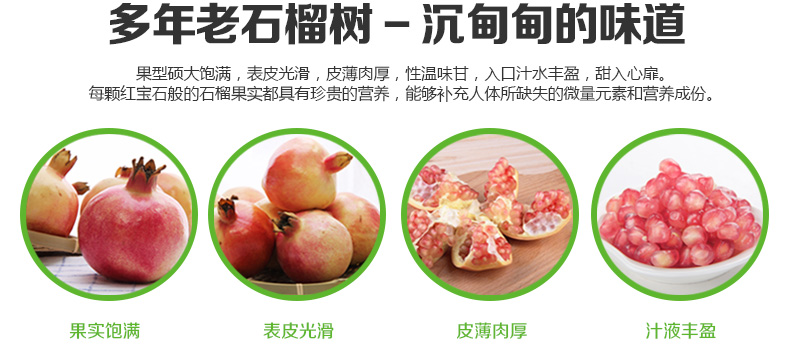 多年老石榴树 – 沉甸甸的味道
果型硕大饱满，表皮光滑，皮薄肉厚，性温味甘，入口汁水丰盈，甜入心扉。
每颗红宝石般的石榴果实都具有珍贵的营养，能够补充人体所缺失的微量元素和营养成份。
果实饱满
表皮光滑
皮薄肉厚
汁液丰盈